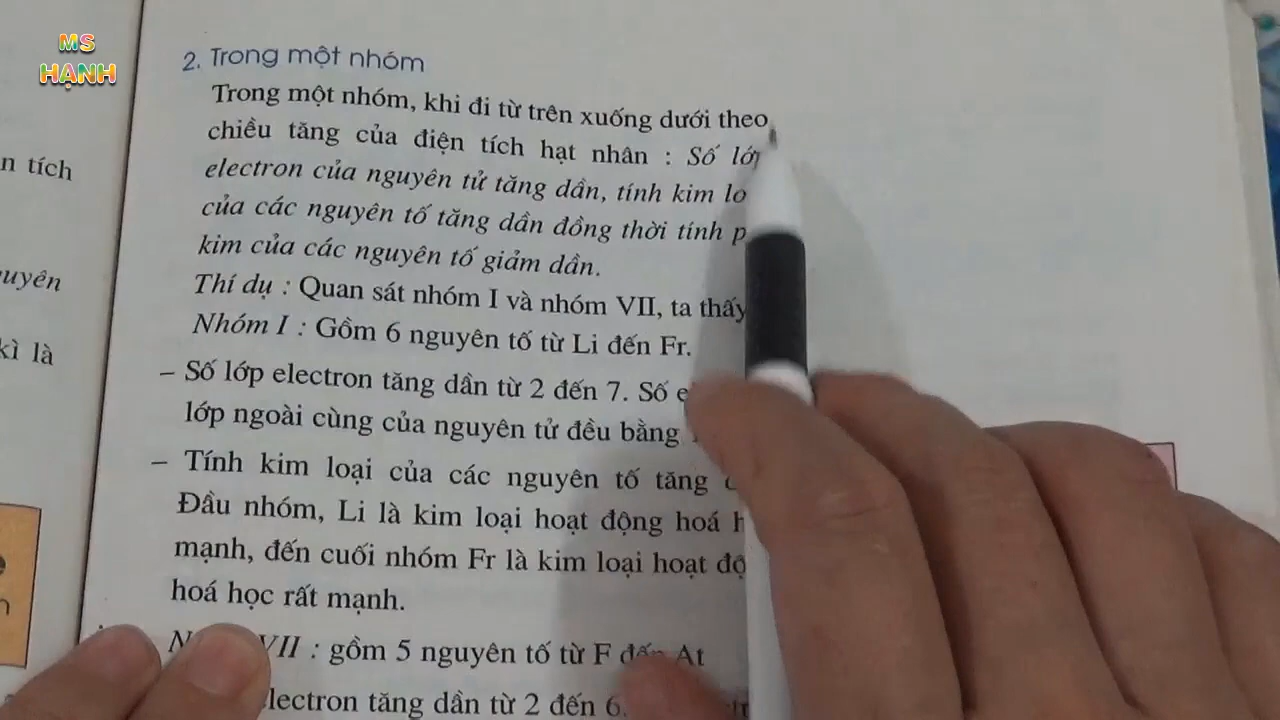 MS
HẠNH
2. Trong một nhóm
Trong một nhóm, khi đi từ trên xuống dưới theo
chiều tăng của điện tích hạt nhân : Số
electron của nguyên tử tăng dần, tính kim
của các nguyên tố tăng dần đồng thời tính
kim của các nguyên tố giảm dần.
Thí dụ : Quan sát nhóm I và nhóm VII, ta thấy
Nhóm I : Gồm 6 nguyên tố từ Li đến Fr.
– Số lớp electron tăng dần từ 2 đến 7. Số
lớp ngoài cùng của nguyên tử đều bằng
– Tính kim loại của các nguyên tố tăng
Đầu nhóm, Li là kim loại hoạt động hoá
mạnh, đến cuối nhóm Fr là kim loại hoạt
hoá học rất mạnh.
VII : gồm 5 nguyên tố từ F đến At
electron tăng dần từ 2 đến 6.
n tích
uyên
kì là